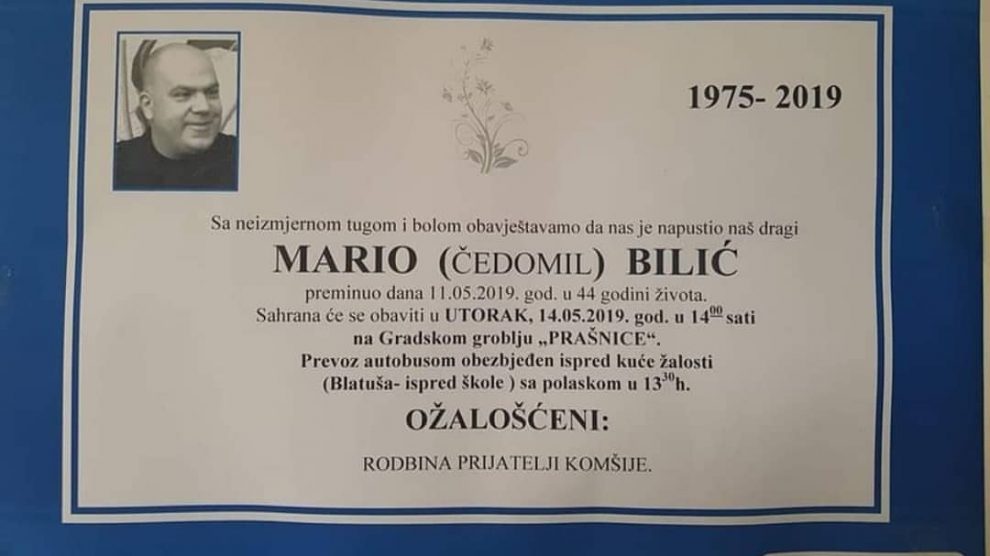 1975- 2019
Sa neizmjernom tugom i bolom obavještavamo da nas je napustio naš dragi
MARIO (ČEDOMIL) BILIĆ
preminuo dana 11.05.2019. god. u 44 godini života.
Sahrana će se obaviti u UTORAK, 14.05.2019. god. u 14⁰⁰ sati
na Gradskom groblju „PRAŠNICE“.
Prevoz autobusom obezbjeđen ispred kuće žalosti
(Blatuša- ispred škole ) sa polaskom u 13³⁰h.
OŽALOŠĆENI:
RODBINA PRIJATELJI KOMŠIJE.